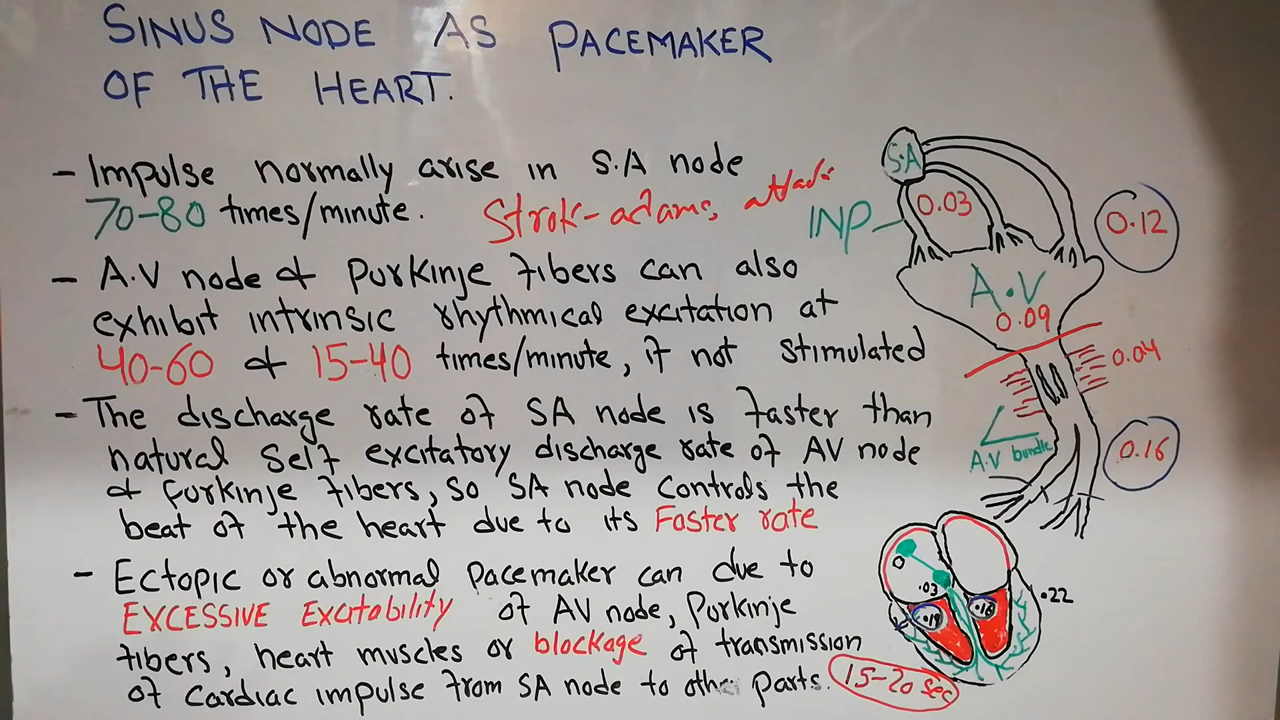 SINUS NODE AS PACEMAKER
OF THE HEART.
- Impulse normally arise in S.A node
70-80 times/minute.
Strok-adams, attack
- A.V node & Purkinje fibers can also
exhibit intrinsic rhythmical excitation at
40-60 & 15-40 times/minute, if not stimulated
- The discharge rate of SA node is faster than
natural self excitatory discharge rate of AV node
& furkinje fibers, so SA node controls the
beat of the heart due to its Faster rate
- Ectopic or abnormal pacemaker can due to
EXCESSIVE Excitability of AV node, Purkinje
fibers, heart muscles or blockage of transmission
of cardiac impulse from SA node to other parts.
15-20 sec
S.A
0.03
INP
0.12
A.V
0.09
0.04
A.V bundle
0.16
0
.03
.22